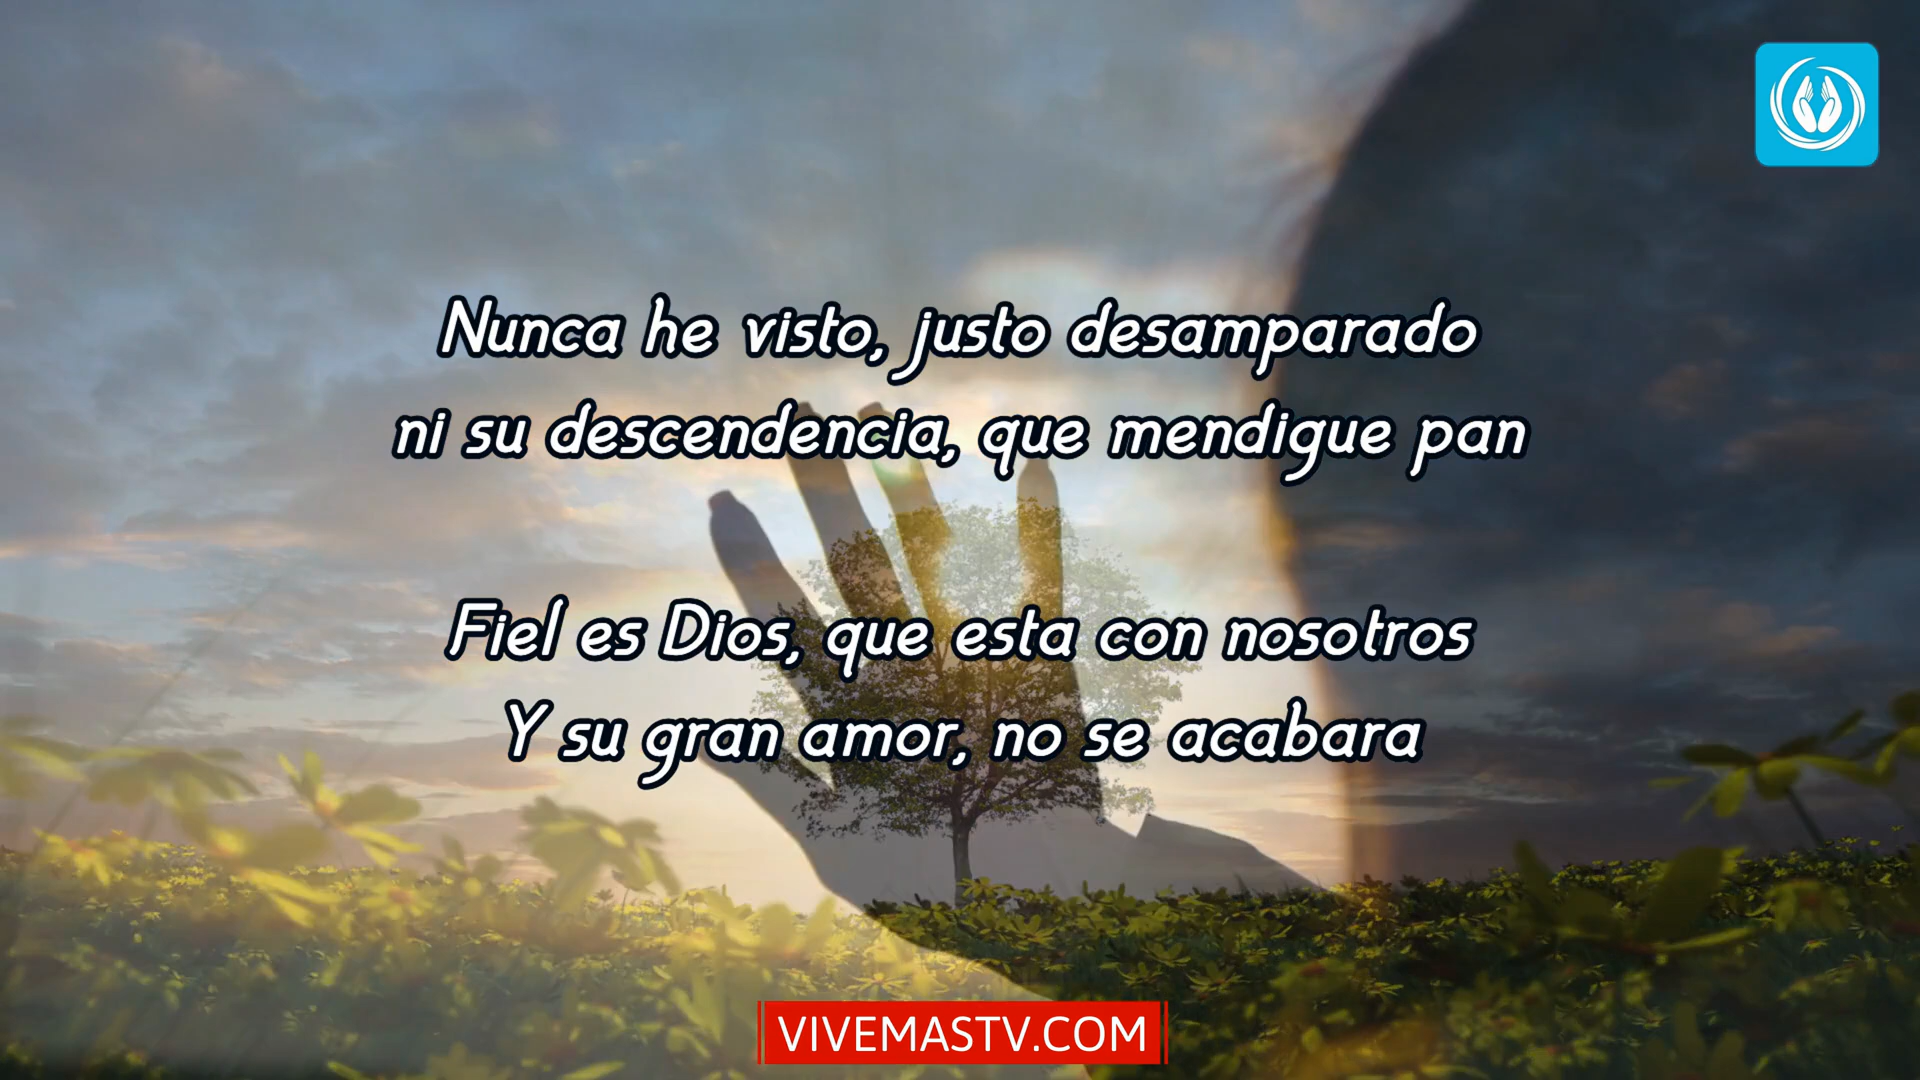 Nunca he visto, justo desamparado
ni su descendencia, que mendigue pan
Fiel es Dios, que esta con nosotros
Y su gran amor, no se acabara
VIVEMASTV.COM